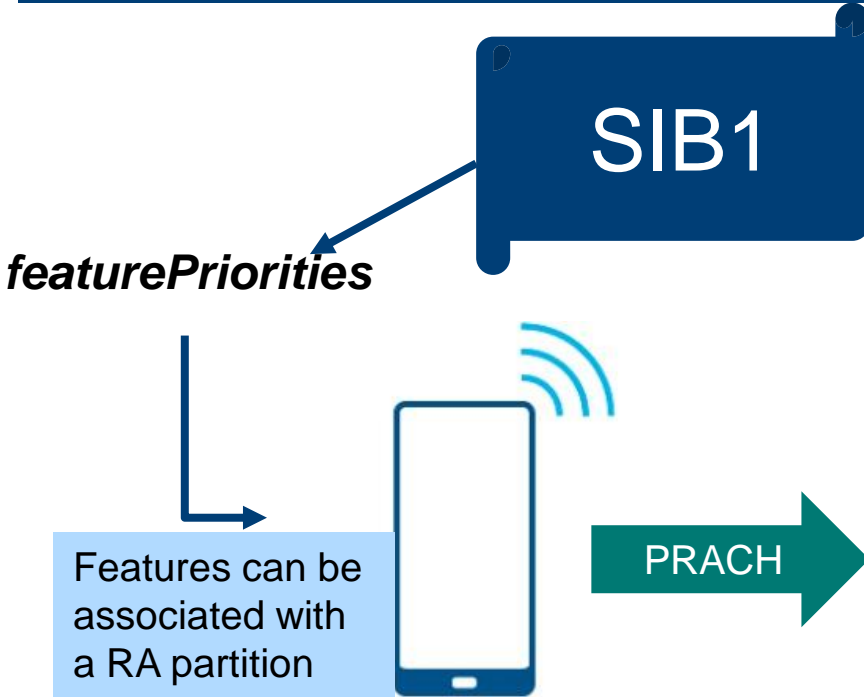 SIB1
featurePriorities
Features can be
associated with
a RA partition
PRACH